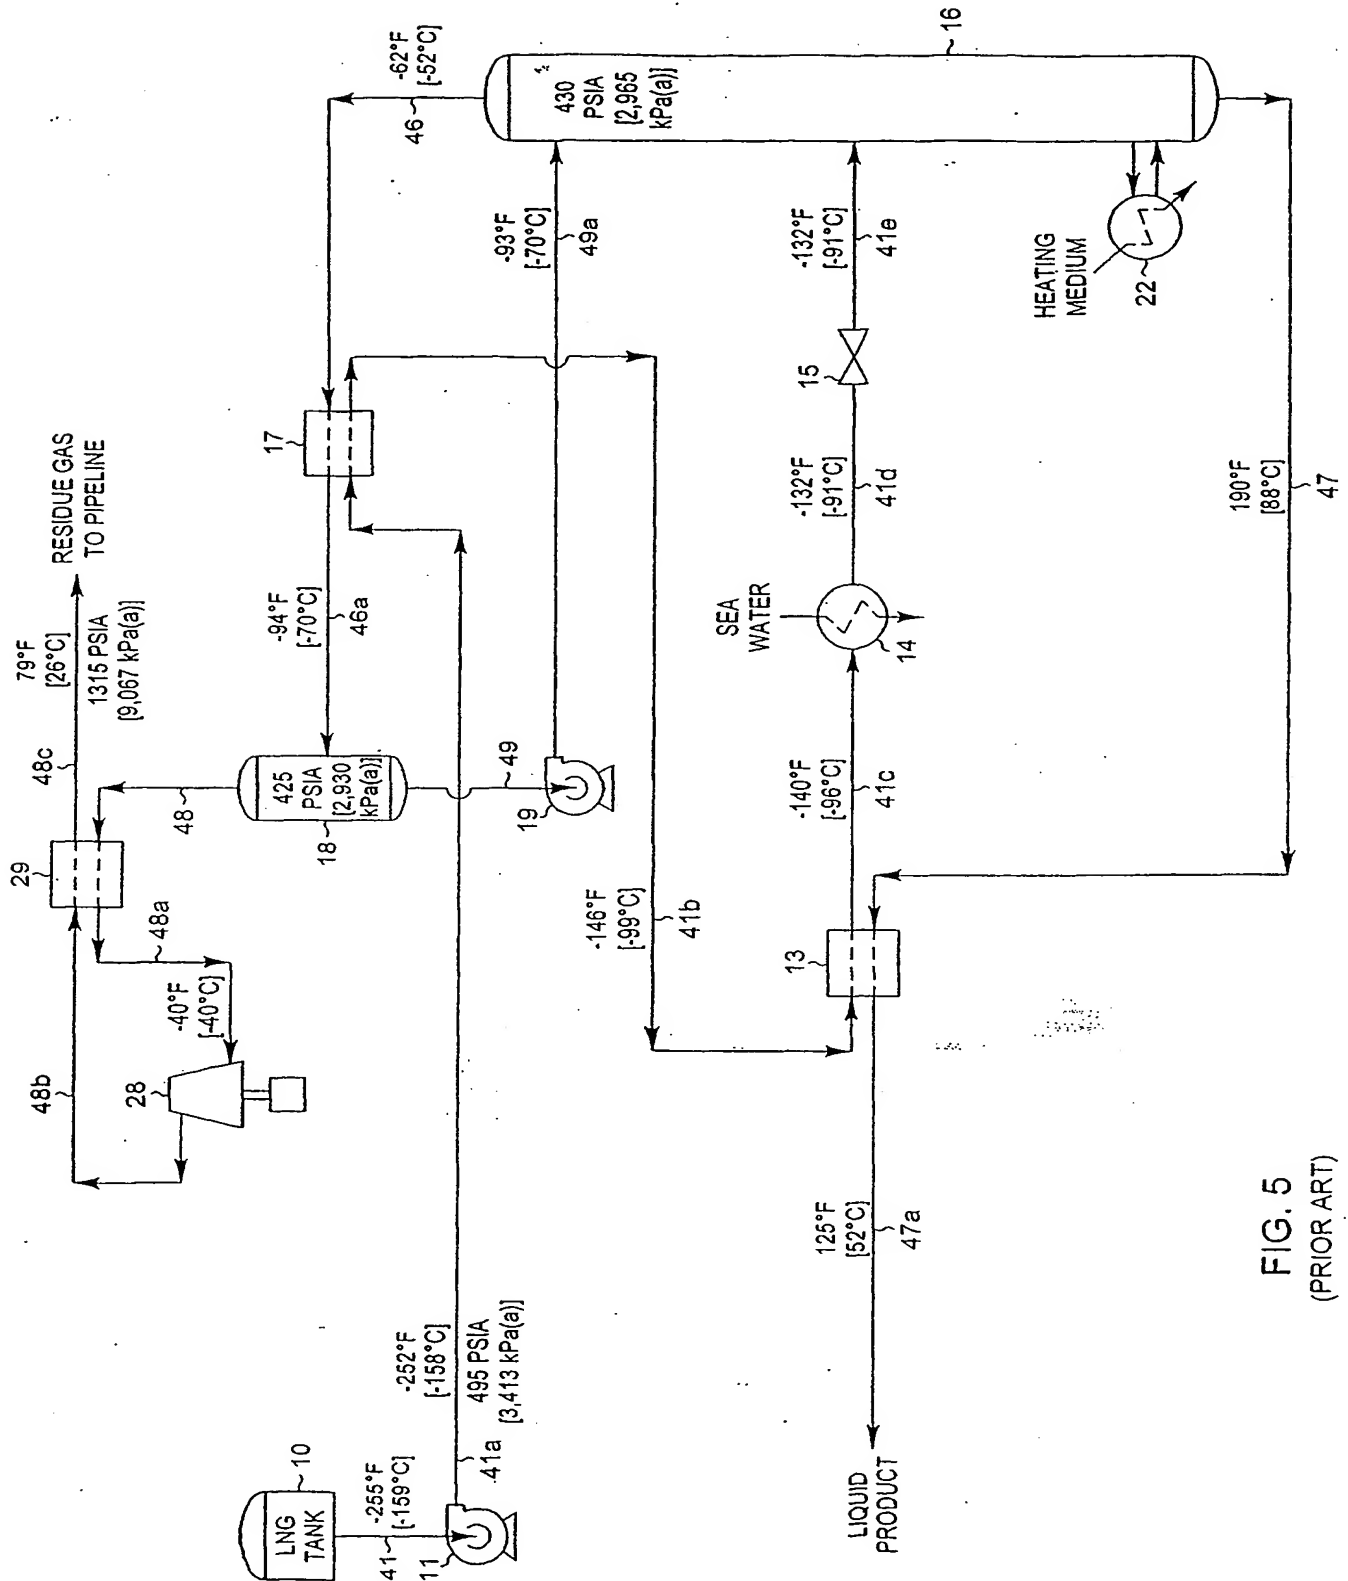 79°F
[26°C]
48c
RESIDUE GAS
TO PIPELINE
1315 PSIA
[9,067 kPa(a)]
29
48b
48a
48
-40°F
[-40°C]
28
425
PSIA
[2,930
kPa(a)]
18
-94°F
[-70°C]
46a
17
46
-62°F
[-52°C]
16
430
PSIA
[2,965
kPa(a)]
49
19
-93°F
[-70°C]
49a
LNG
TANK
10
-255°F
[-159°C]
41
11
41a
-252°F
[-158°C]
495 PSIA
[3,413 kPa(a)]
-146°F
[-99°C]
41b
13
-140°F
[-96°C]
41c
SEA
WATER
14
-132°F
[-91°C]
41d
15
-132°F
[-91°C]
41e
HEATING
MEDIUM
22
190°F
[88°C]
47
125°F
[52°C]
47a
LIQUID
PRODUCT
FIG. 5
(PRIOR ART)